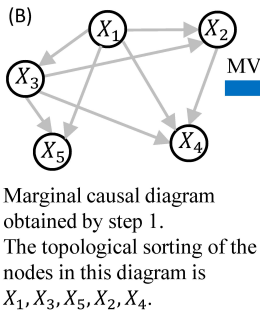 (B)
X₁
X₂
MV
X₃
X₅
X₄
Marginal causal diagram
obtained by step 1.
The topological sorting of the
nodes in this diagram is
X₁, X₃, X₅, X₂, X₄.